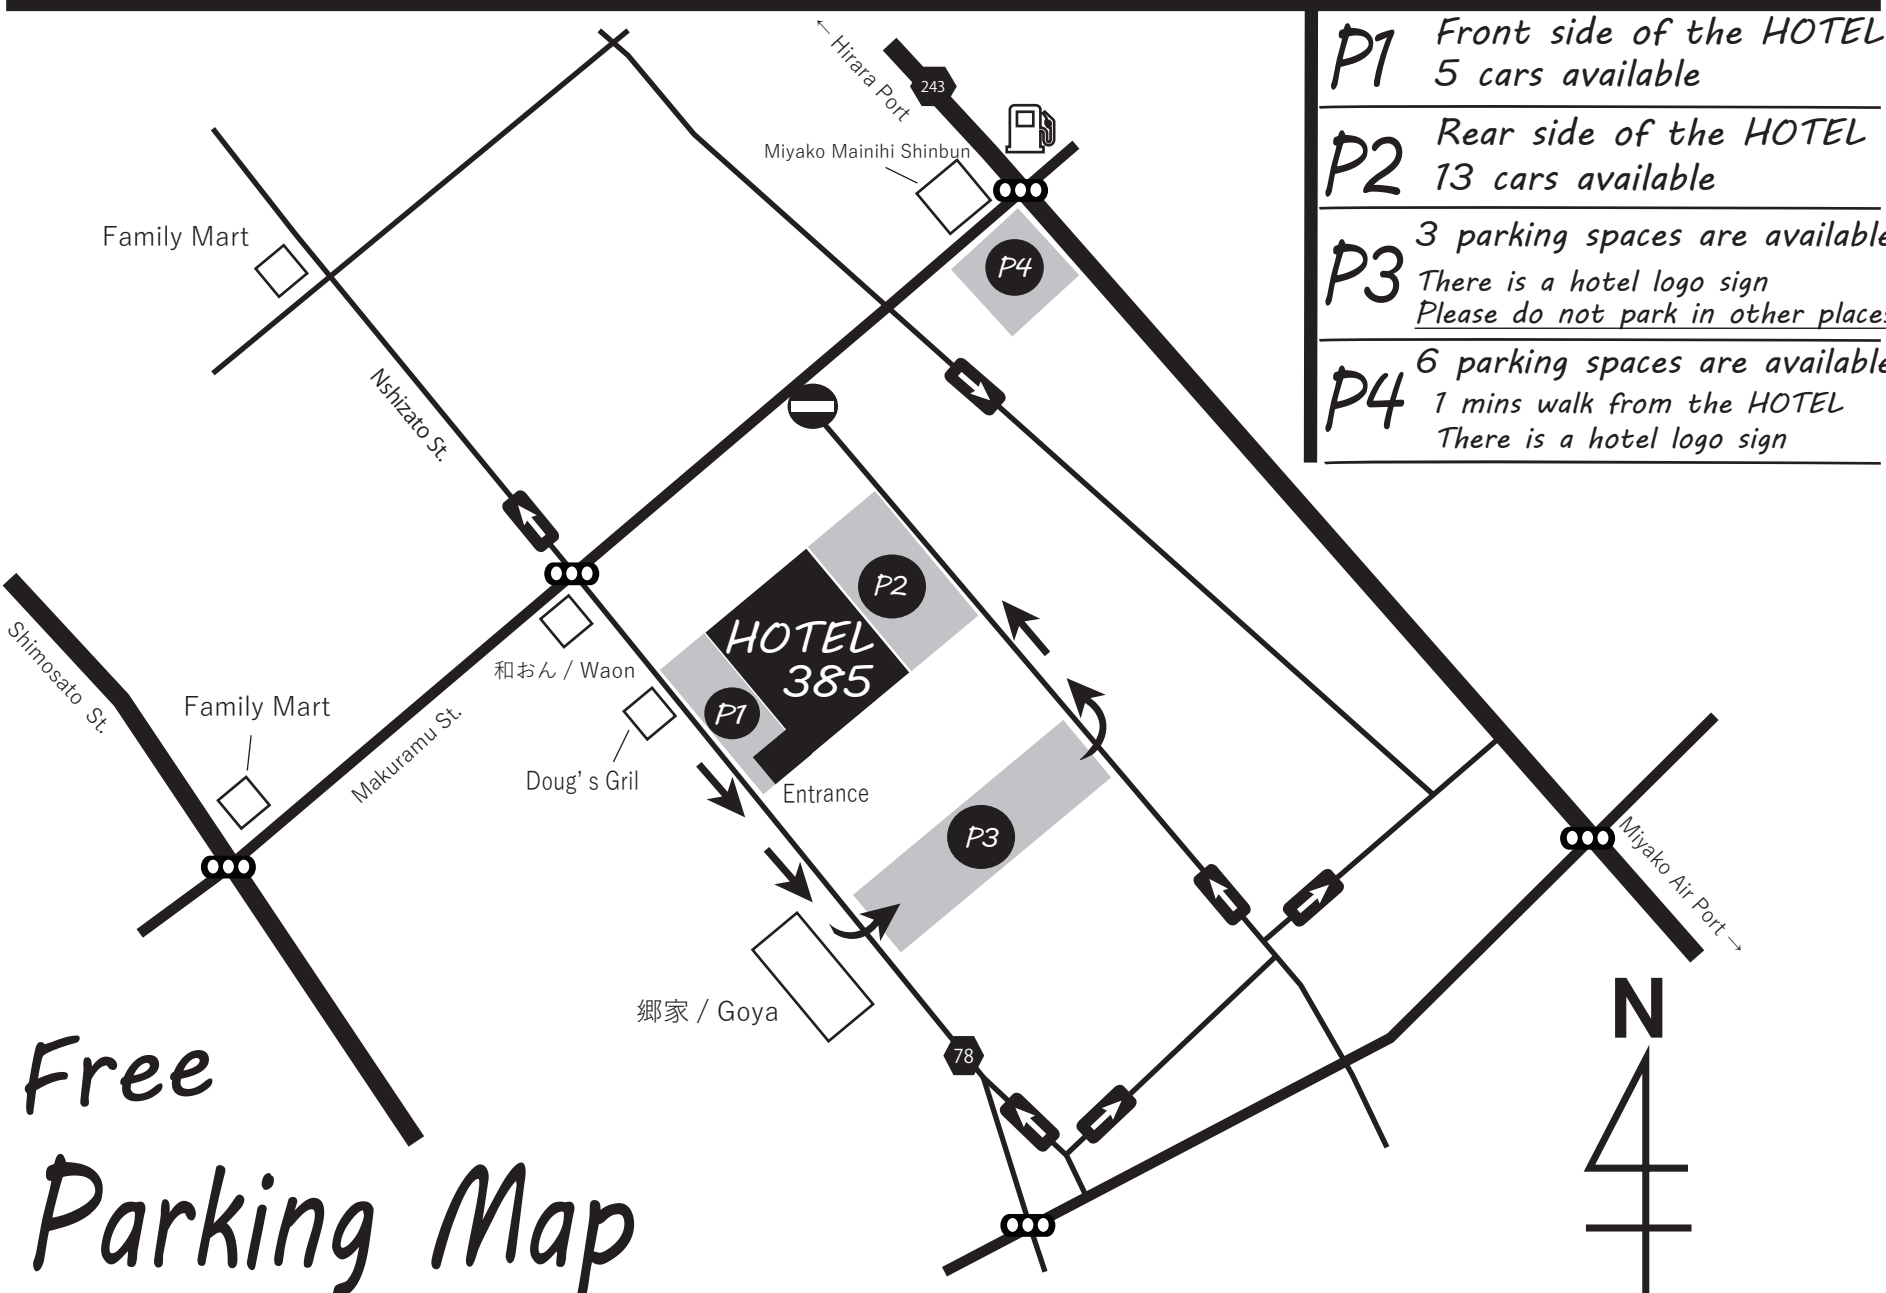 P1
Front side of the HOTEL
5 cars available
P2
Rear side of the HOTEL
13 cars available
P3
3 parking spaces are available
There is a hotel logo sign
Please do not park in other places
P4
6 parking spaces are available
1 mins walk from the HOTEL
There is a hotel logo sign
← Hirara Port
243
Miyako Mainihi Shinbun
P4
Family Mart
Nshizato St.
P2
HOTEL
385
P1
和おん / Waon
Shimosato St.
Family Mart
Makuramu St.
Doug's Gril
Entrance
P3
Miyako Air Port →
郷家 / Goya
78
N
Free
Parking Map